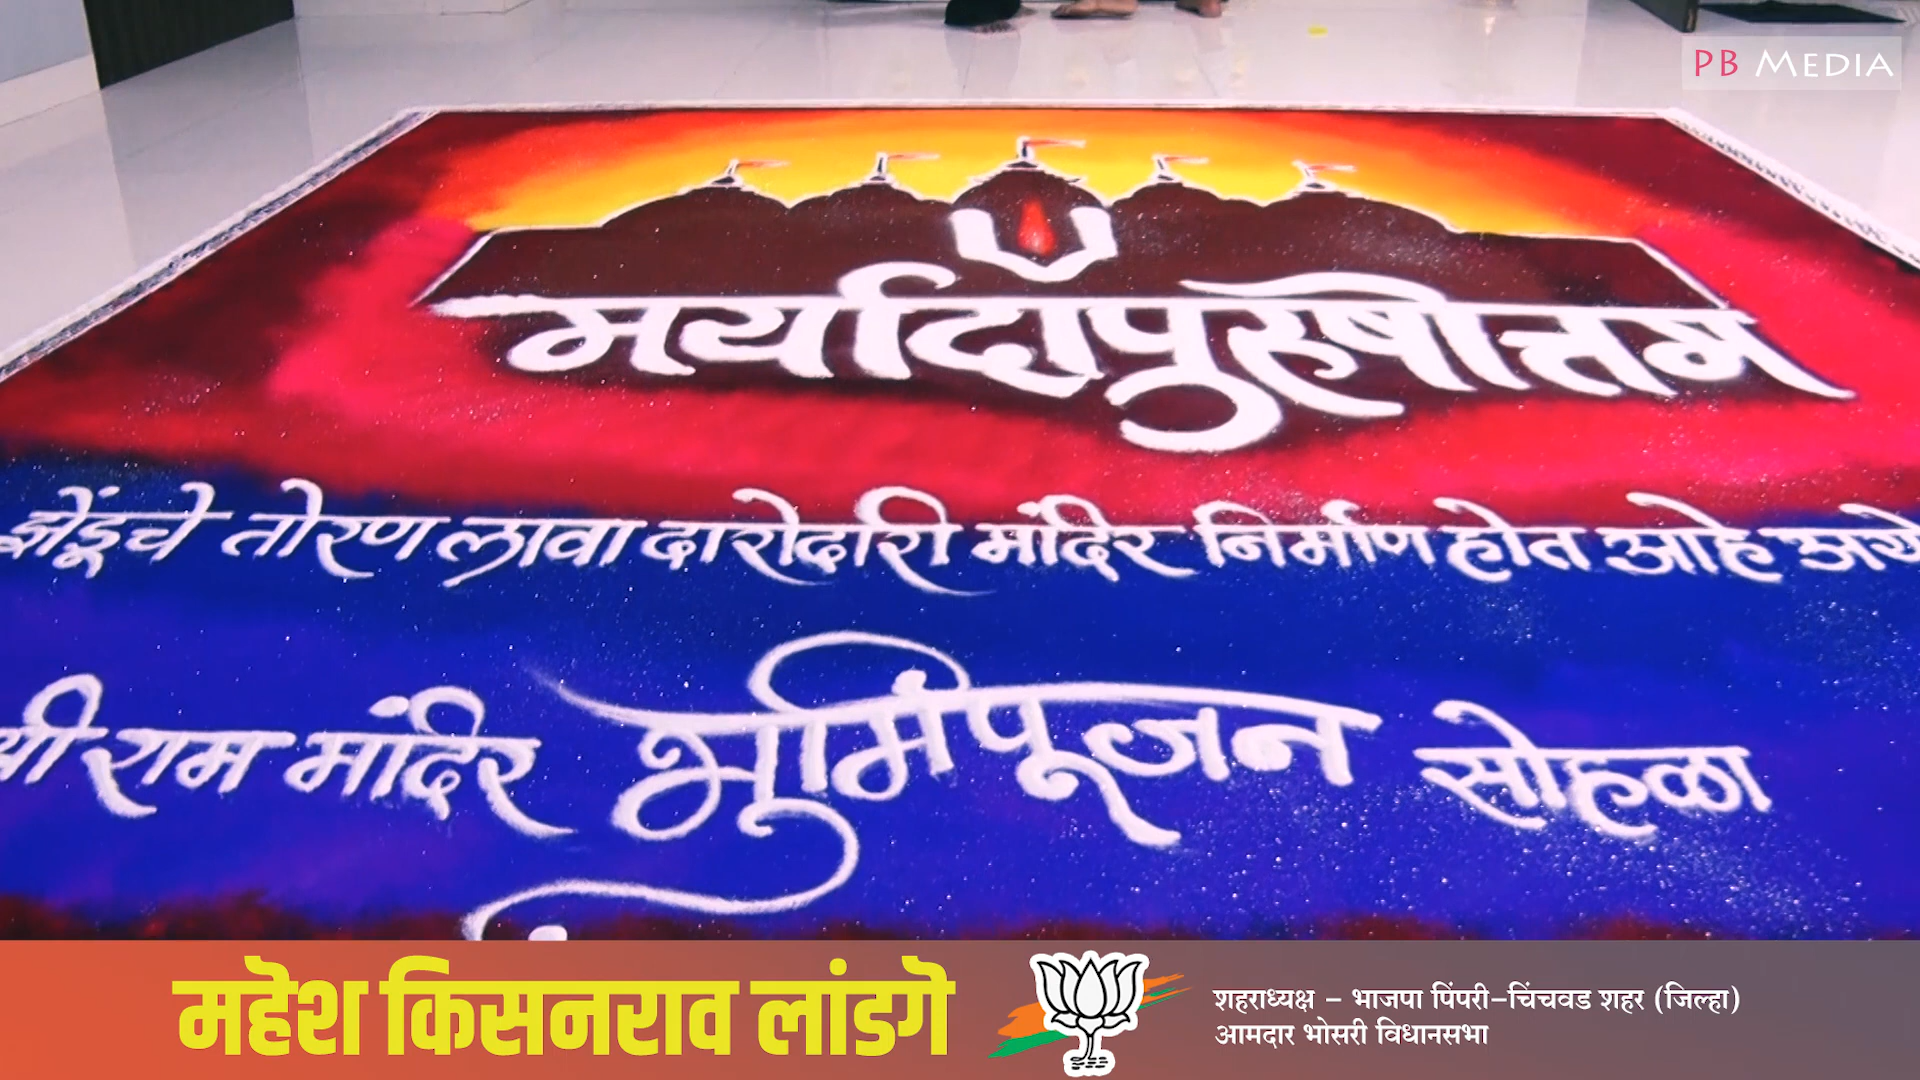 PB MEDIA
मर्यादापुरुषोत्तम
झेंडूचे तोरण लावा दारोदारी मंदिर निर्माण होत आहे
श्री राम मंदिर भुमिपूजन सोहळा
महेश किसनराव लांडगे
शहराध्यक्ष - भाजपा पिंपरी-चिंचवड शहर (जिल्हा)
आमदार भोसरी विधानसभा